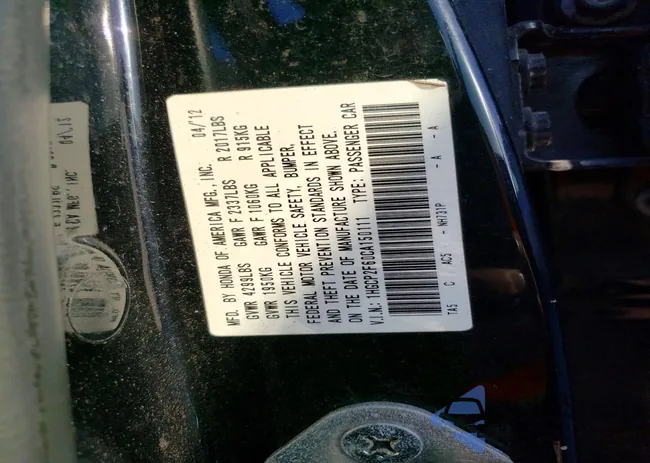 MFD. BY HONDA OF AMERICA MFG., INC. 04/12
GVWR 4299LBS GAWR F 2337LBS R 2017LBS
GVWR 1950KG GAWR F 1060KG R 915KG
THIS VEHICLE CONFORMS TO ALL APPLICABLE
FEDERAL MOTOR VEHICLE SAFETY, BUMPER,
AND THEFT PREVENTION STANDARDS IN EFFECT
ON THE DATE OF MANUFACTURE SHOWN ABOVE.
V.I.N.: 1HGCP2F60CA150111 TYPE: PASSENGER CAR
TA5 C AC5 - NH731P - A - A